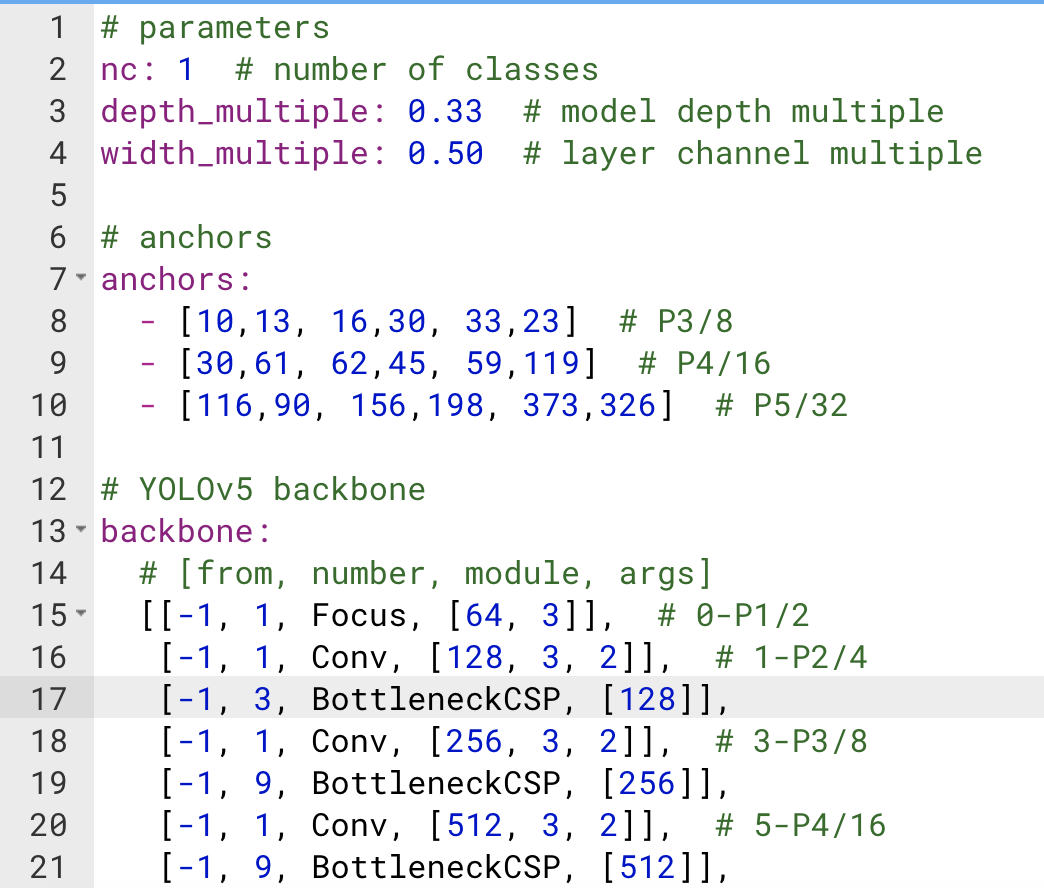 1 # parameters
2 nc: 1  # number of classes
3 depth_multiple: 0.33  # model depth multiple
4 width_multiple: 0.50  # layer channel multiple
5
6 # anchors
7 anchors:
8   - [10,13, 16,30, 33,23]  # P3/8
9   - [30,61, 62,45, 59,119]  # P4/16
10   - [116,90, 156,198, 373,326]  # P5/32
11
12 # YOLOv5 backbone
13 backbone:
14   # [from, number, module, args]
15   [[-1, 1, Focus, [64, 3]],  # 0-P1/2
16    [-1, 1, Conv, [128, 3, 2]],  # 1-P2/4
17    [-1, 3, BottleneckCSP, [128]],
18    [-1, 1, Conv, [256, 3, 2]],  # 3-P3/8
19    [-1, 9, BottleneckCSP, [256]],
20    [-1, 1, Conv, [512, 3, 2]],  # 5-P4/16
21    [-1, 9, BottleneckCSP, [512]],